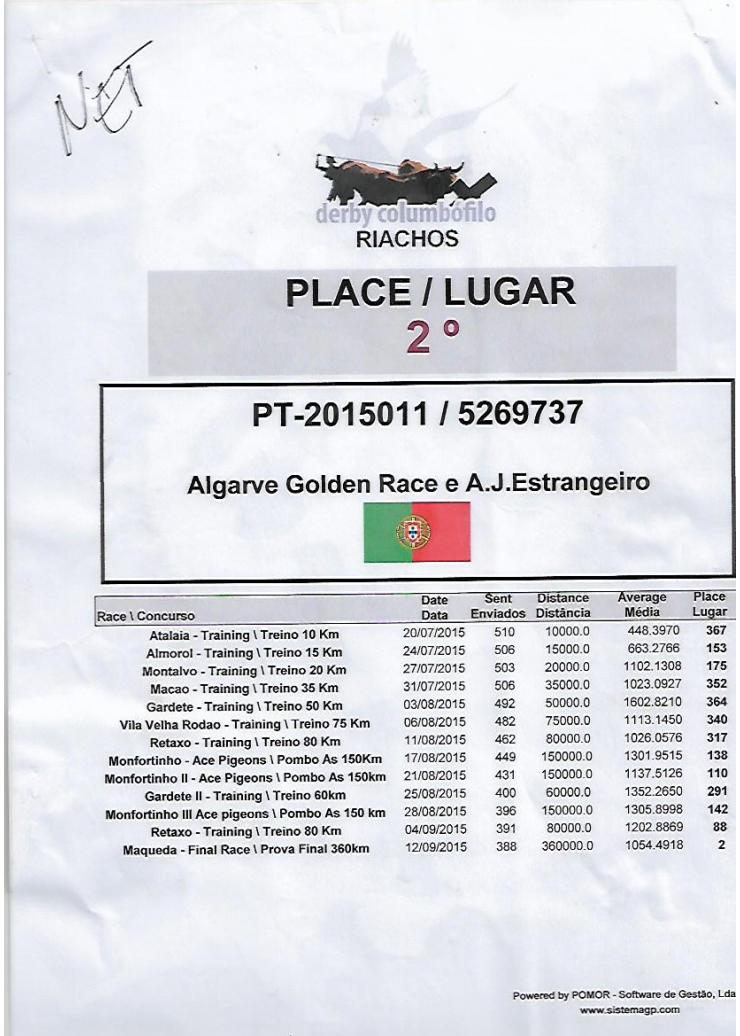 NET
derby columbófilo
RIACHOS
PLACE / LUGAR
2 º
PT-2015011 / 5269737
Algarve Golden Race e A.J.Estrangeiro
Race \ Concurso Date Data Sent Enviados Distance Distância Average Média Place Lugar
Atalaia - Training \ Treino 10 Km 20/07/2015 510 10000.0 448.3970 367
Almorol - Training \ Treino 15 Km 24/07/2015 506 15000.0 663.2766 153
Montalvo - Training \ Treino 20 Km 27/07/2015 503 20000.0 1102.1308 175
Macao - Training \ Treino 35 Km 31/07/2015 506 35000.0 1023.0927 352
Gardete - Training \ Treino 50 Km 03/08/2015 492 50000.0 1602.8210 364
Vila Velha Rodao - Training \ Treino 75 Km 06/08/2015 482 75000.0 1113.1450 340
Retaxo - Training \ Treino 80 Km 11/08/2015 462 80000.0 1026.0576 317
Monfortinho - Ace Pigeons \ Pombo As 150Km 17/08/2015 449 150000.0 1301.9515 138
Monfortinho II - Ace Pigeons \ Pombo As 150km 21/08/2015 431 150000.0 1137.5126 110
Gardete II - Training \ Treino 60km 25/08/2015 400 60000.0 1352.2650 291
Monfortinho III Ace pigeons \ Pombo As 150 km 28/08/2015 396 150000.0 1305.8998 142
Retaxo - Training \ Treino 80 Km 04/09/2015 391 80000.0 1202.8869 88
Maqueda - Final Race \ Prova Final 360km 12/09/2015 388 360000.0 1054.4918 2
Powered by POMOR - Software de Gestão, Lda
www.sistemagp.com